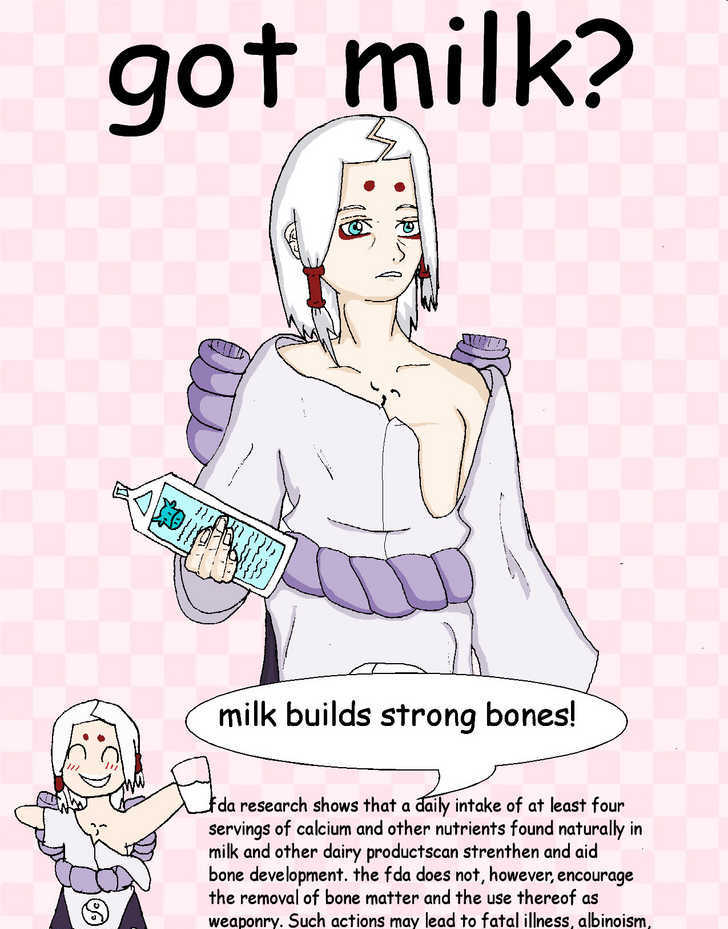 got milk?
milk builds strong bones!
fda research shows that a daily intake of at least four
servings of calcium and other nutrients found naturally in
milk and other dairy productscan strenthen and aid
bone development. the fda does not, however, encourage
the removal of bone matter and the use thereof as
weaponry. Such actions may lead to fatal illness, albinoism,